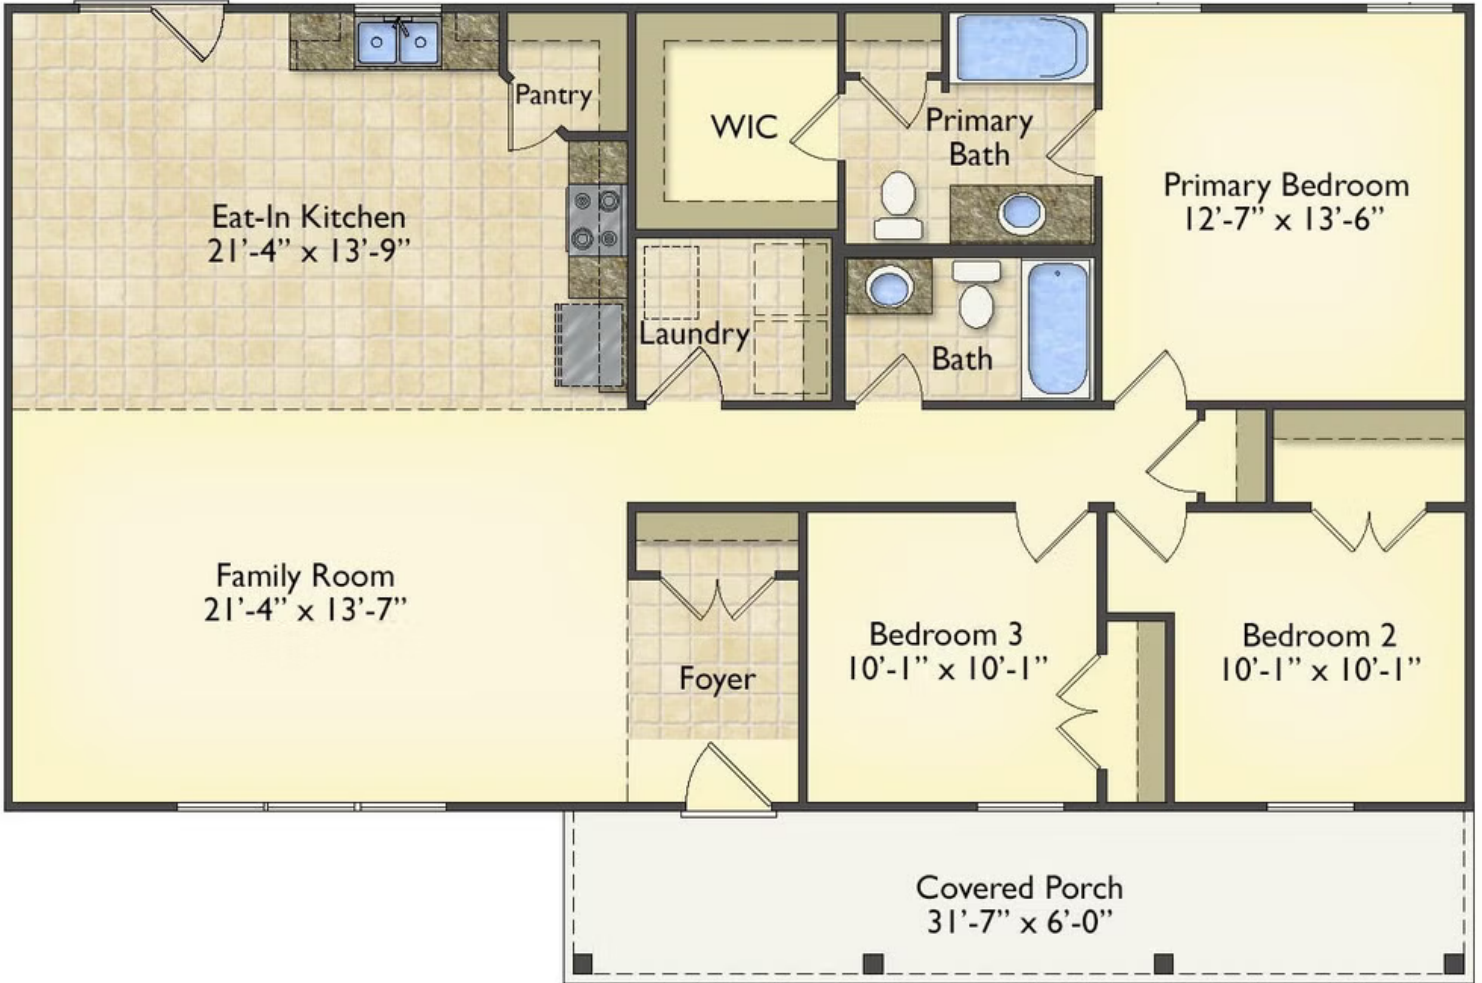 Pantry
WIC
Primary
Bath
Primary Bedroom
12’-7” x 13’-6”
Eat-In Kitchen
21’-4” x 13’-9”
Laundry
Bath
Family Room
21’-4” x 13’-7”
Foyer
Bedroom 3
10’-1” x 10’-1”
Bedroom 2
10’-1” x 10’-1”
Covered Porch
31’-7” x 6’-0”